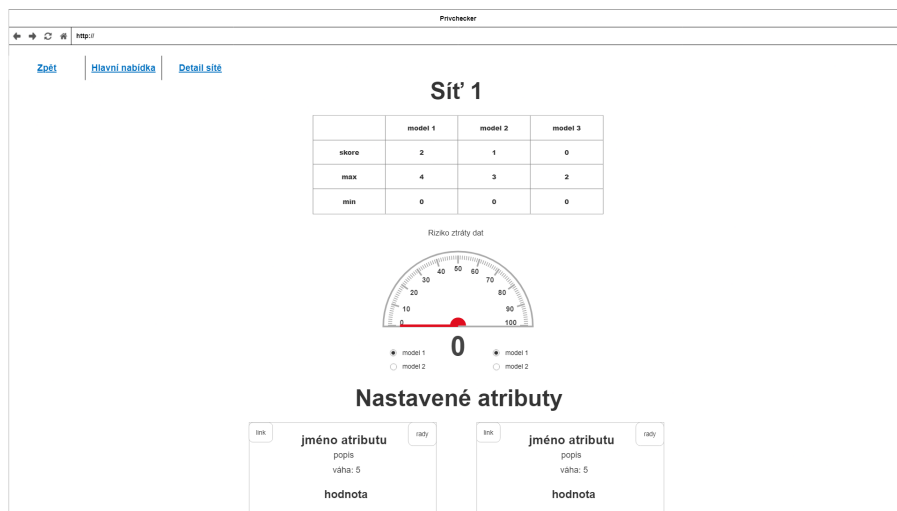 Privchecker
http://
Zpět Hlavní nabídka Detail sítě
Síť 1
model 1 model 2 model 3
skore 2 1 0
max 4 3 2
min 0 0 0
Riziko ztráty dat
0 10 20 30 40 50 60 70 80 90 100
0
model 1 model 1
model 2 model 2
Nastavené atributy
link jméno atributu rady link jméno atributu rady
popis popis
váha: 5 váha: 5
hodnota hodnota